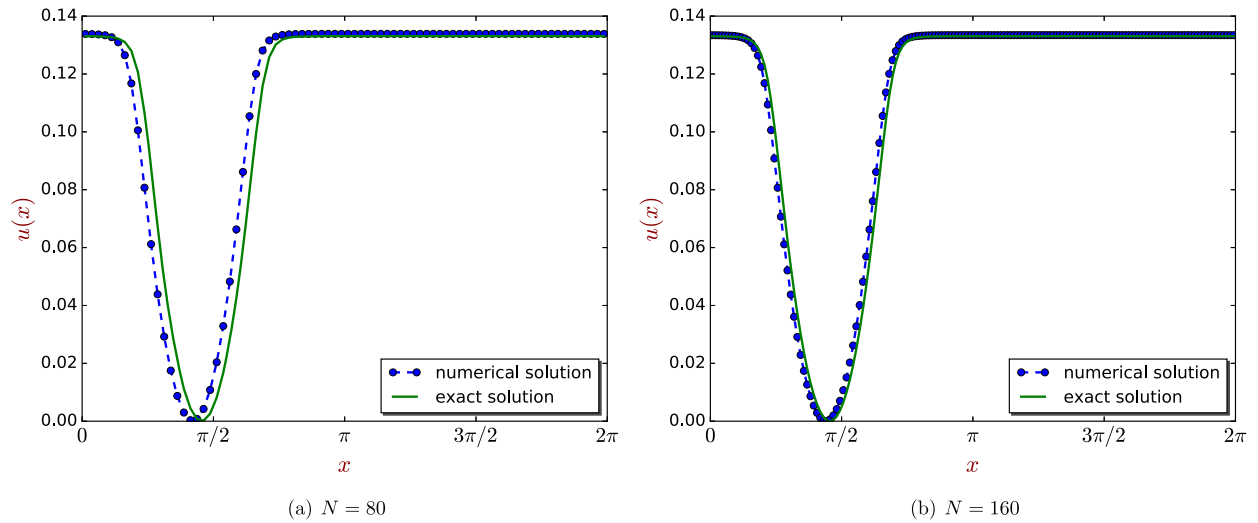 0.14
0.12
0.10
0.08
0.06
0.04
0.02
0.00
u(x)
numerical solution
exact solution
0 π/2 π 3π/2 2π
x
(a) N = 80
0.14
0.12
0.10
0.08
0.06
0.04
0.02
0.00
u(x)
numerical solution
exact solution
0 π/2 π 3π/2 2π
x
(b) N = 160